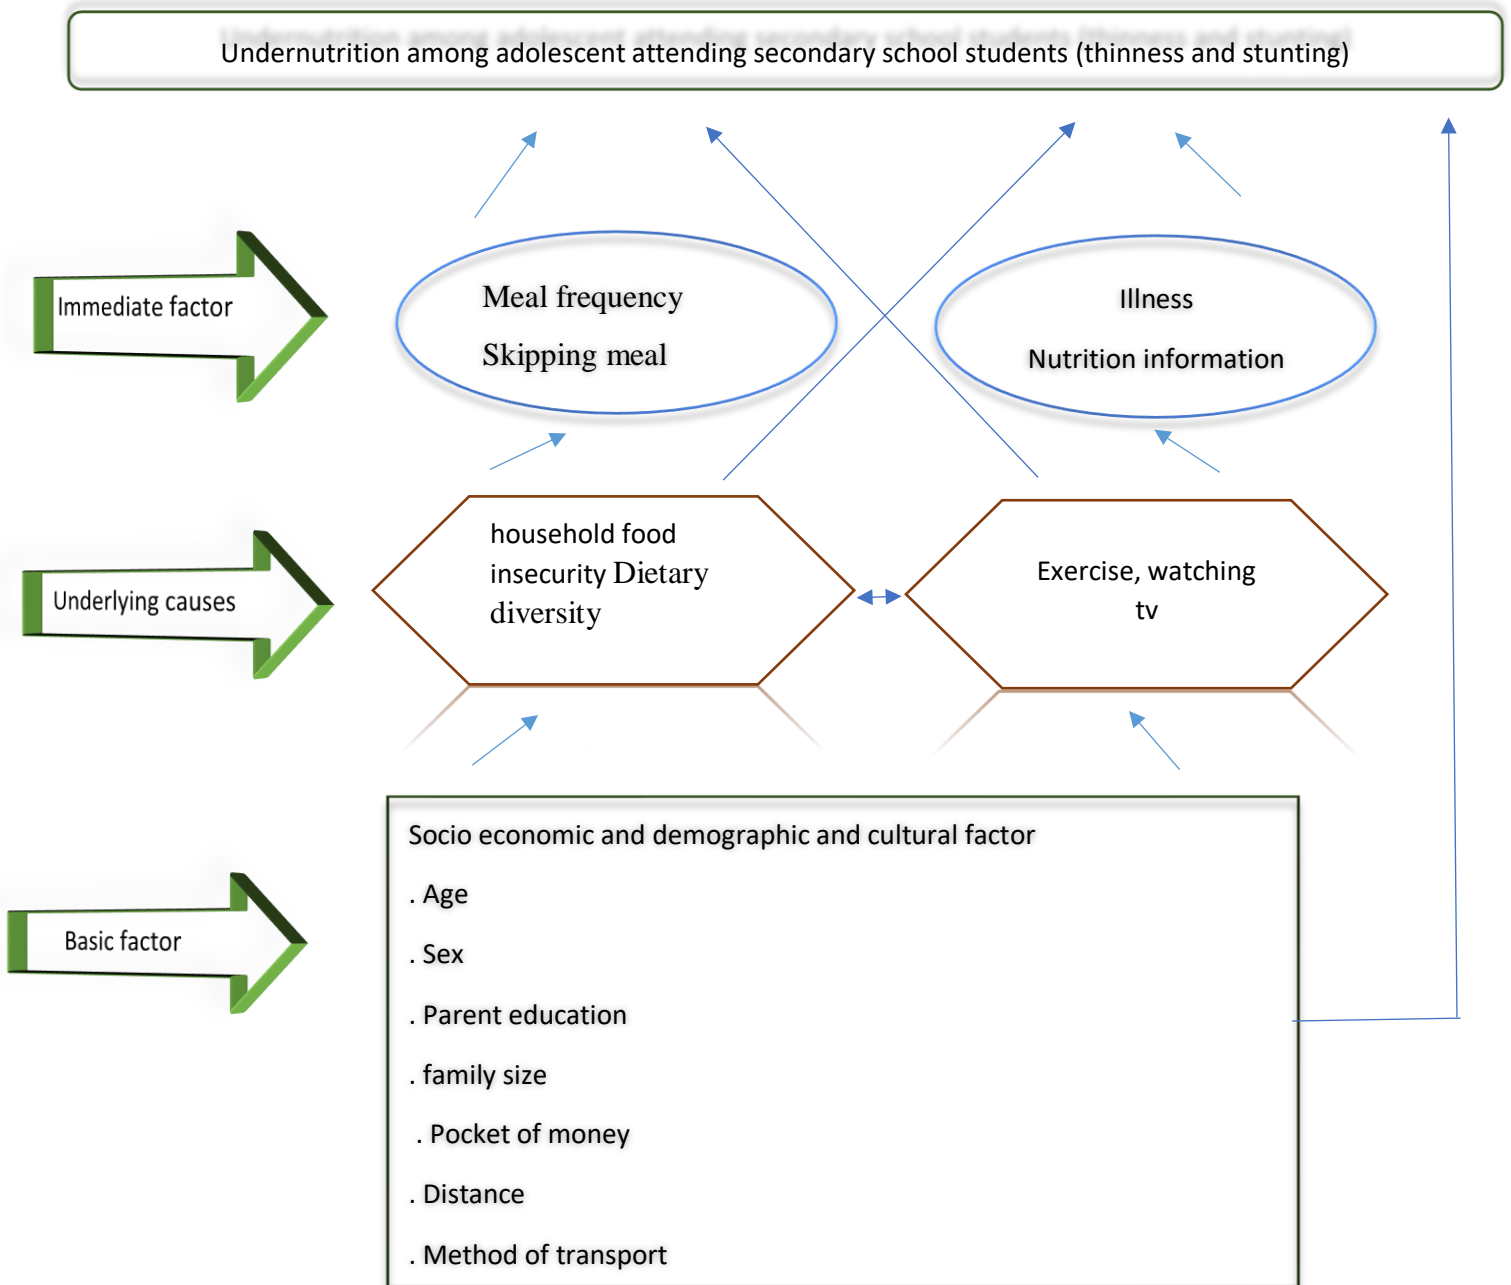 Undernutrition among adolescent attending secondary school students (thinness and stunting)
Immediate factor
Meal frequency
Skipping meal
Illness
Nutrition information
Underlying causes
household food
insecurity Dietary
diversity
Exercise, watching
tv
Basic factor
Socio economic and demographic and cultural factor
. Age
. Sex
. Parent education
. family size
. Pocket of money
. Distance
. Method of transport